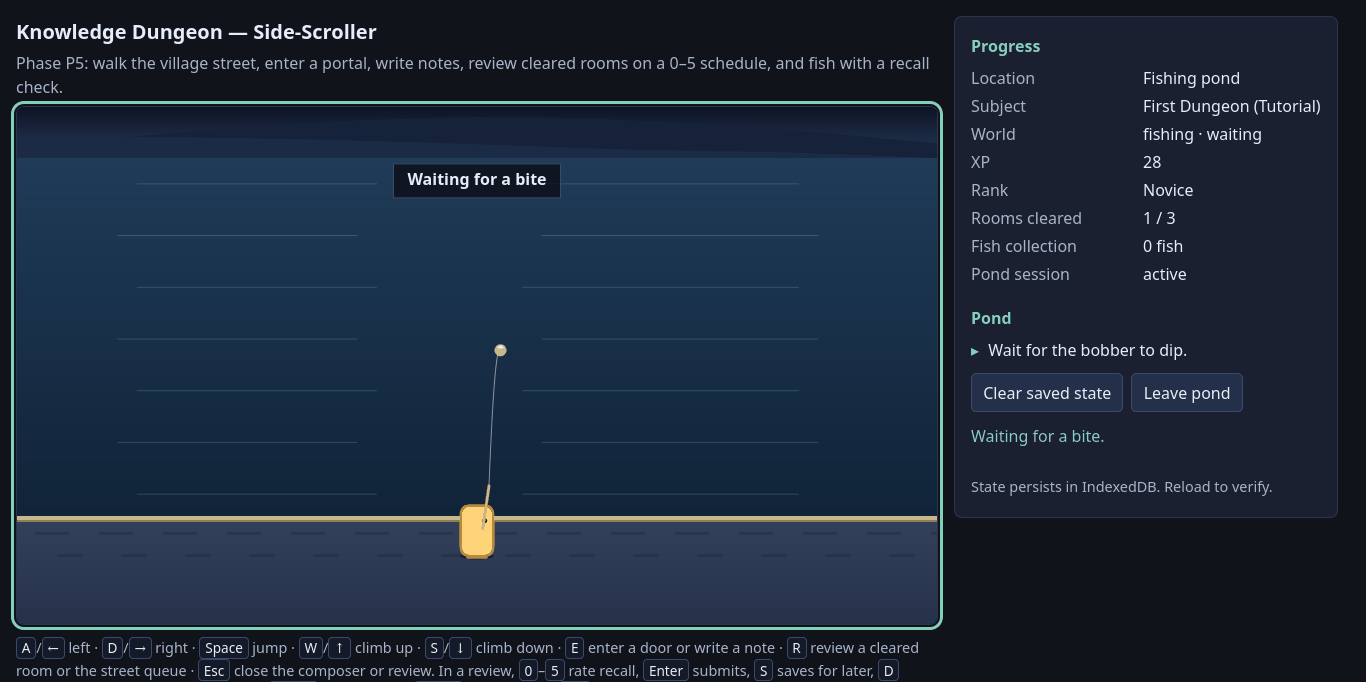 Knowledge Dungeon — Side-Scroller
Phase P5: walk the village street, enter a portal, write notes, review cleared rooms on a 0–5 schedule, and fish with a recall
check.
Waiting for a bite
A/← left · D/→ right · Space jump · W/↑ climb up · S/↓ climb down · E enter a door or write a note · R review a cleared
room or the street queue · Esc close the composer or review. In a review, 0–5 rate recall, Enter submits, S saves for later, D
Progress
Location Fishing pond
Subject First Dungeon (Tutorial)
World fishing · waiting
XP 28
Rank Novice
Rooms cleared 1 / 3
Fish collection 0 fish
Pond session active
Pond
▸ Wait for the bobber to dip.
Clear saved state Leave pond
Waiting for a bite.
State persists in IndexedDB. Reload to verify.